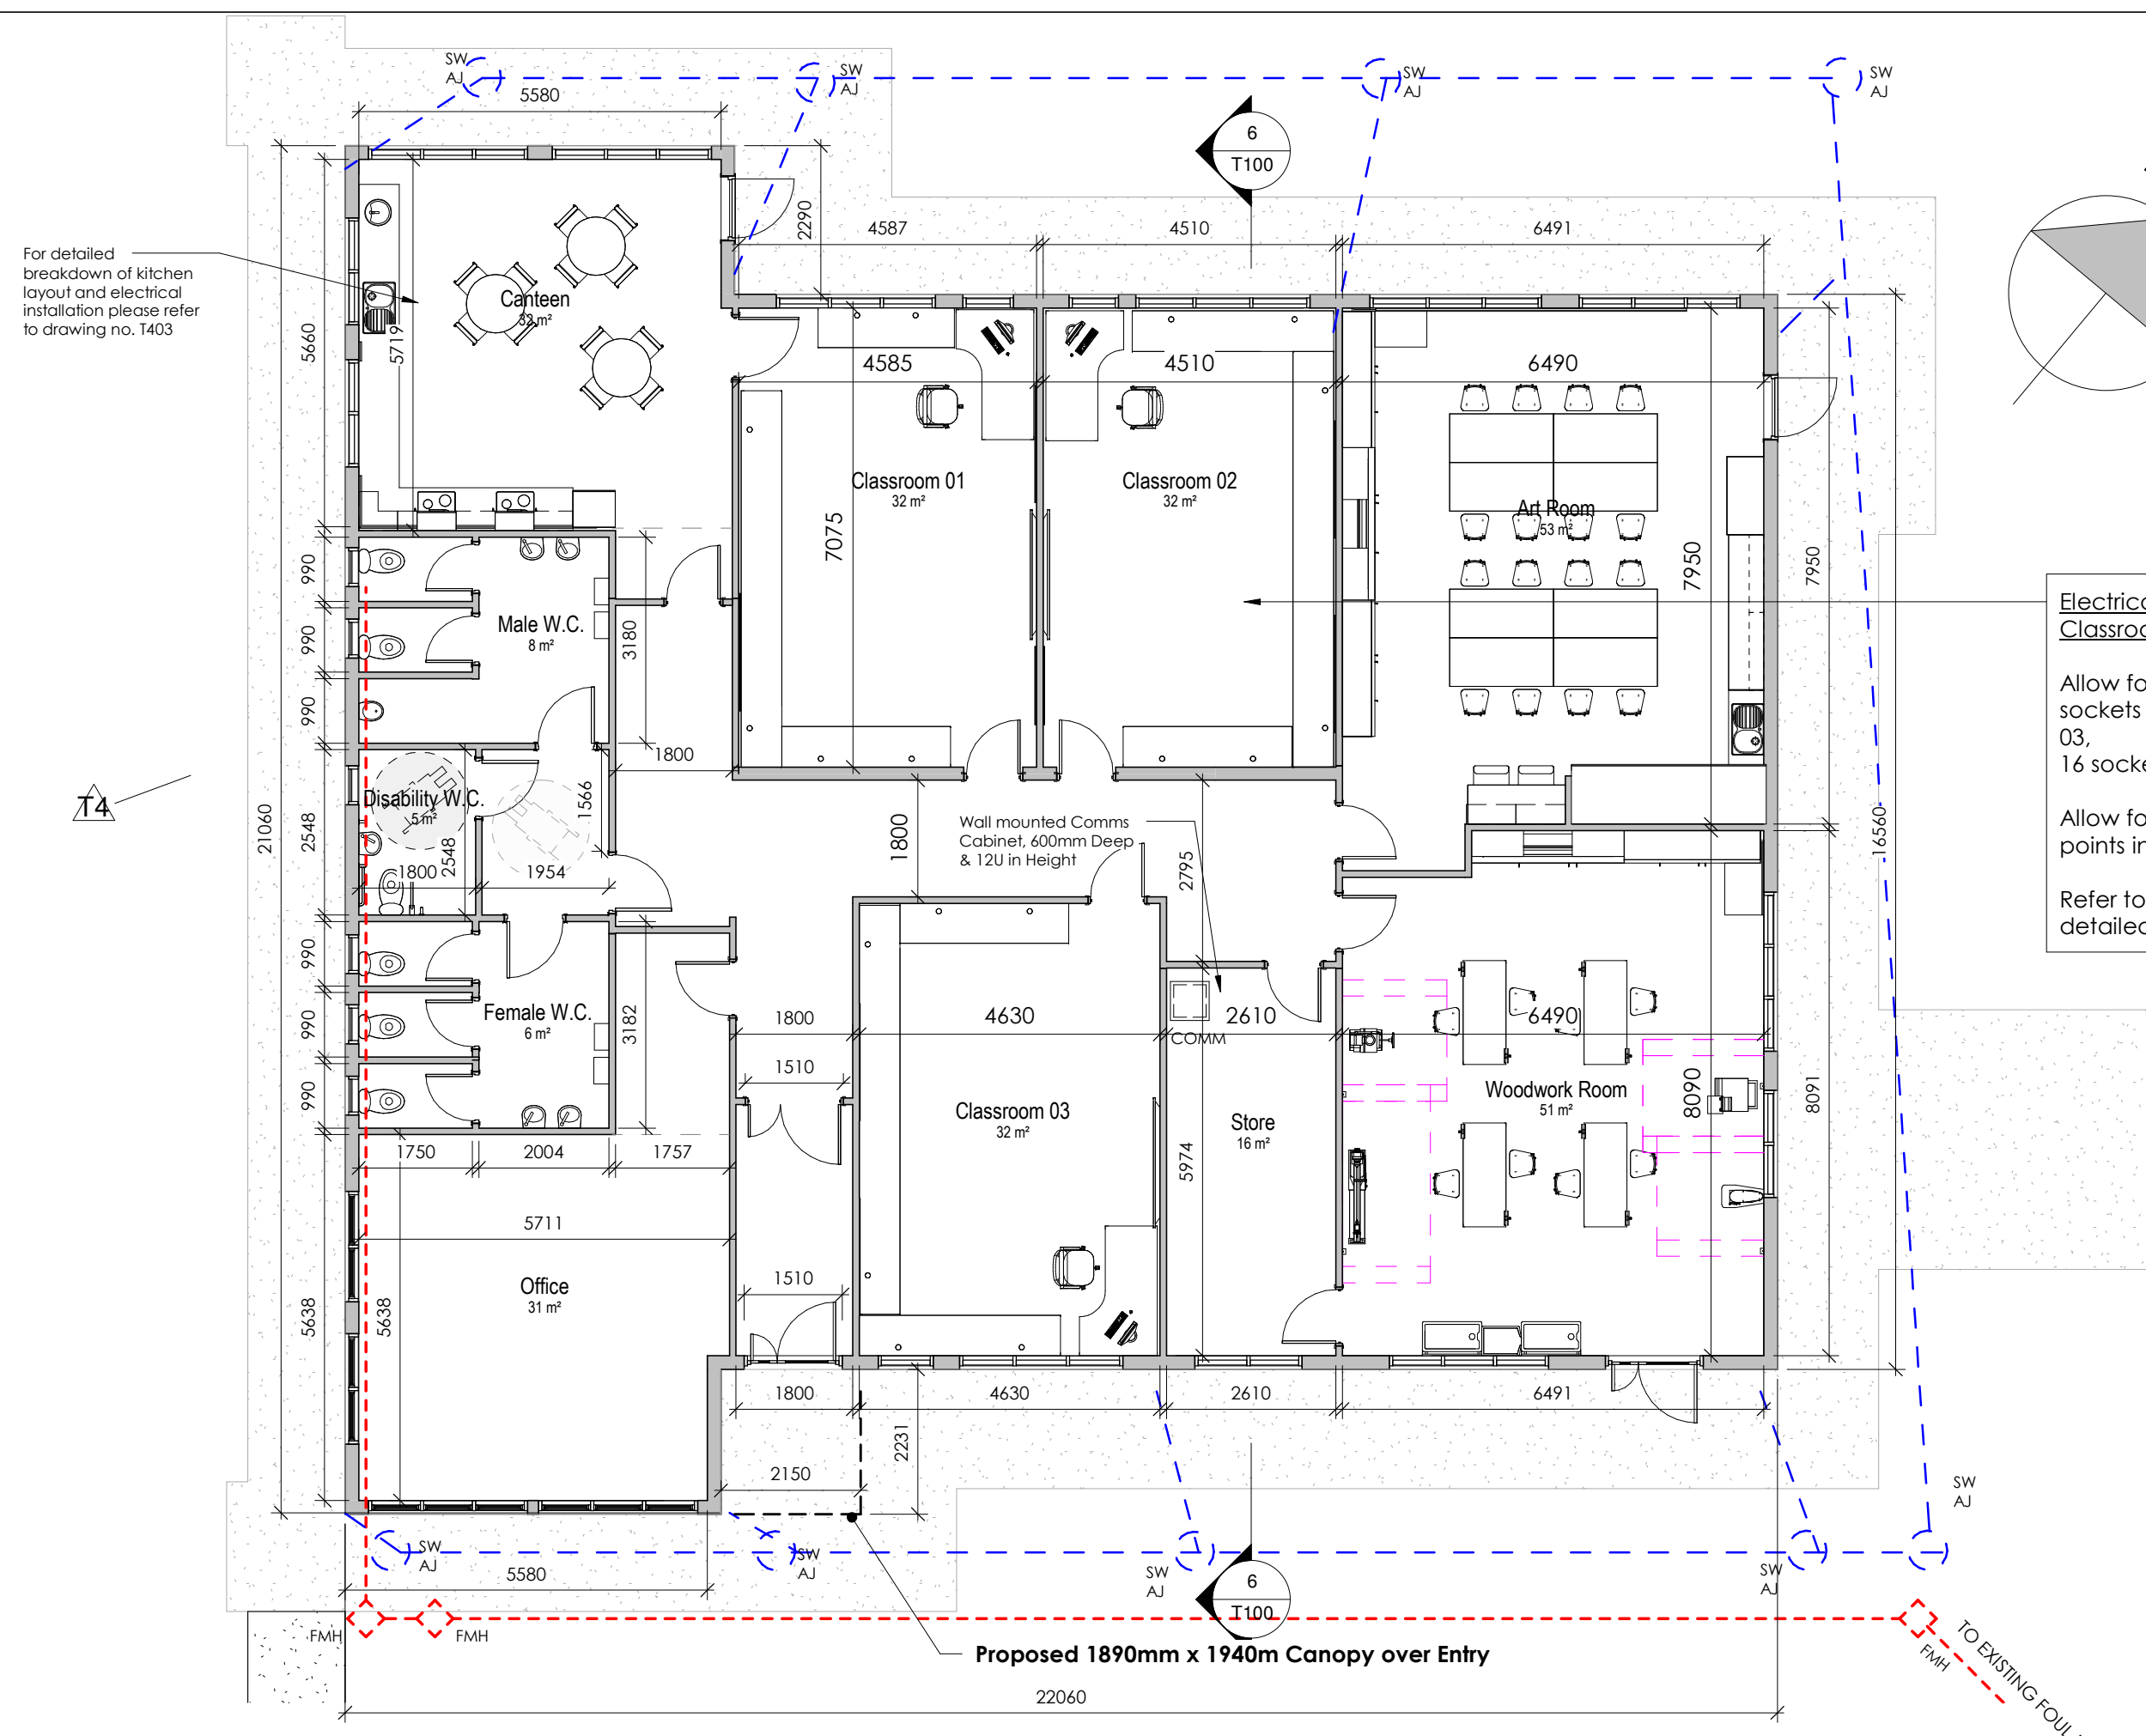 SW
AJ
SW
AJ
SW
AJ
SW
AJ
5580
6
T100
2290
4587
4510
6491
For detailed
breakdown of kitchen
layout and electrical
installation please refer
to drawing no. T403
Canteen
32 m²
5660
5719
4585
4510
6490
Classroom 01
32 m²
Classroom 02
32 m²
Art Room
53 m²
7075
7950
7950
990
990
990
Male W.C.
8 m²
3180
1800
Electrica
Classroo
Allow fo
sockets
03,
16 socke
Allow fo
points in
Refer to
detailed
T4
21060
2548
Disability W.C.
5 m²
2548
1566
1800
1954
1800
Wall mounted Comms
Cabinet, 600mm Deep
& 12U in Height
2795
16560
990
990
990
Female W.C.
6 m²
3182
1800
4630
2610
6490
COMM
1510
Classroom 03
32 m²
Store
16 m²
Woodwork Room
51 m²
8090
8091
1750
2004
1757
5974
5711
Office
31 m²
1510
5638
5638
1800
4630
2610
6491
2231
2150
SW
AJ
SW
AJ
SW
AJ
SW
AJ
SW
AJ
5580
6
T100
FMH
FMH
FMH
TO EXISTING FOUL
Proposed 1890mm x 1940m Canopy over Entry
22060